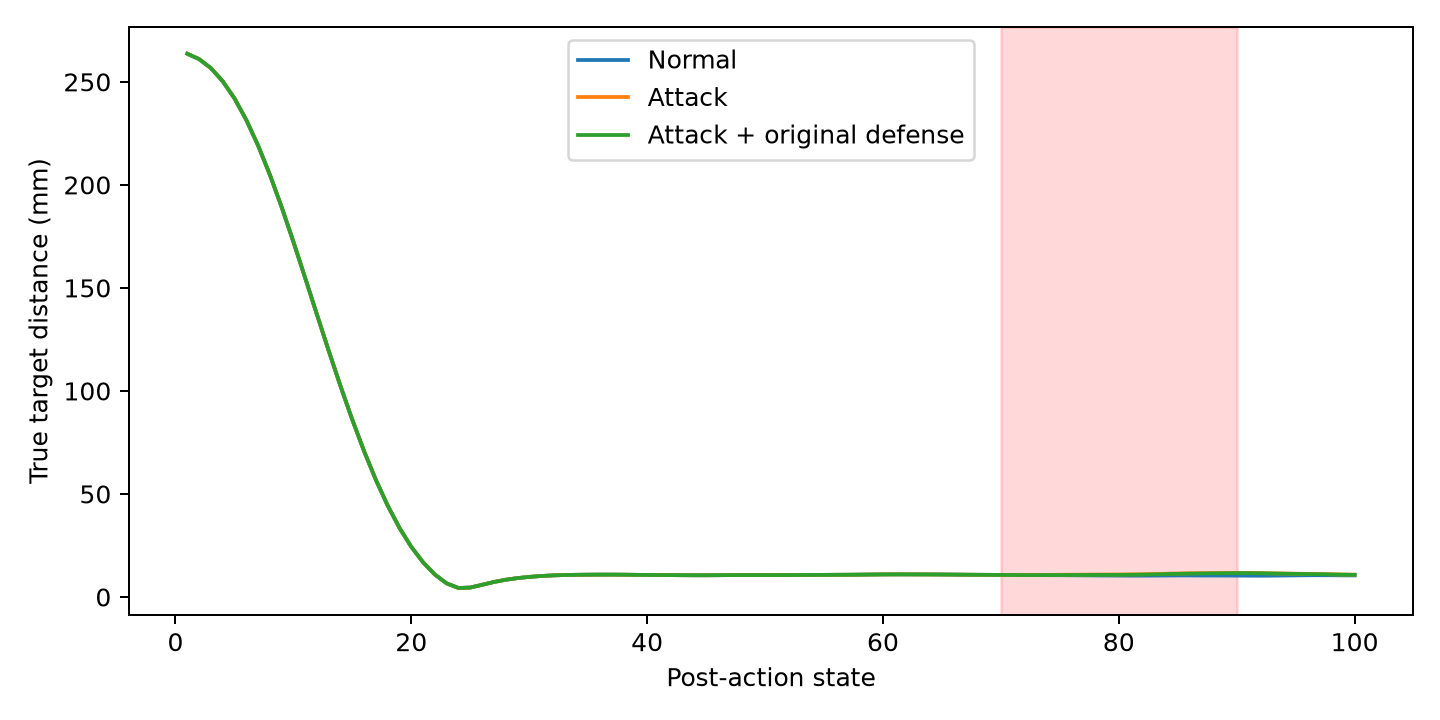 Normal
Attack
Attack + original defense
True target distance (mm)
250
200
150
100
50
0
0 20 40 60 80 100
Post-action state